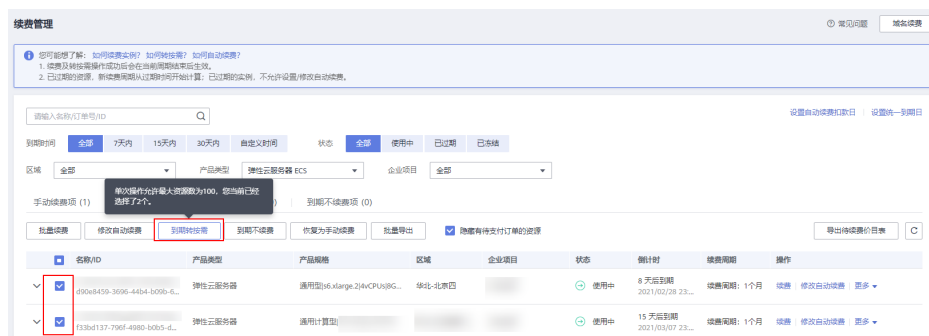 续费管理
常见问题
域名续费
您可能想了解： 如何续费实例? 如何转按需? 如何自动续费?
1. 续费及转按需操作成功后会在当前周期结束后生效。
2. 已过期的资源，新续费周期从过期时间开始计算；已过期的实例，不允许设置/修改自动续费。
请输入名称/订单号/ID
设置自动续费扣款日 | 设置统一到期日
到期时间 全部 7天内 15天内 30天内 自定义时间 状态 全部 使用中 已过期 已冻结
区域 全部 产品类型 弹性云服务器 ECS 企业项目 全部
单次操作允许最大资源数为100，您当前已经
选择了2个。
手动续费项 (1) 到期不续费项 (0)
批量续费 修改自动续费 到期转按需 到期不续费 恢复为手动续费 批量导出 隐藏有待支付订单的资源 导出待续费价目表
名称/ID 产品类型 产品规格 区域 企业项目 状态 倒计时 续费周期 操作
d90e8459-3696-44b4-b09b-6... 弹性云服务器 通用型|s6.xlarge.2|4vCPUs|8G... 华北-北京四 使用中 8 天后到期 2021/02/28 23:... 续费周期：1个月 续费 | 修改自动续费 | 更多
f33bd137-796f-4980-b0b5-d... 弹性云服务器 通用计算型| 使用中 15 天后到期 2021/03/07 23:... 续费周期：1个月 续费 | 修改自动续费 | 更多